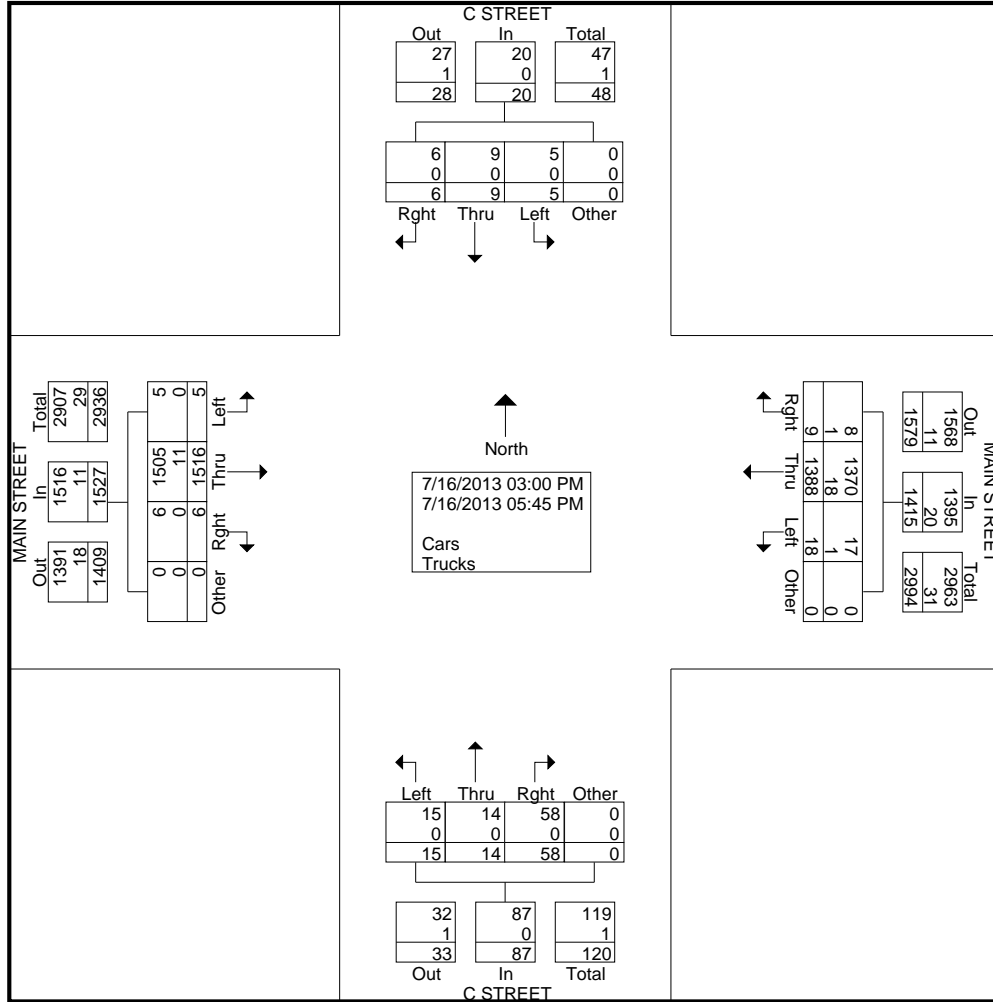 C STREET
Out In Total
27 20 47
1 0 1
28 20 48
6 9 5 0
0 0 0 0
6 9 5 0
Rght Thru Left Other
MAIN STREET
Total In Out
2907 1516 1391
29 11 18
2936 1527 1409
5 1505 6 0
0 11 0 0
5 1516 6 0
Left Thru Rght Other
North
7/16/2013 03:00 PM
7/16/2013 05:45 PM
Cars
Trucks
Rght Thru Left Other
8 1370 17 0
1 18 1 0
9 1388 18 0
Out In Total
1568 1395 2963
11 20 31
1579 1415 2994
MAIN STREET
Left Thru Rght Other
15 14 58 0
0 0 0 0
15 14 58 0
32 87 119
1 0 1
33 87 120
Out In Total
C STREET